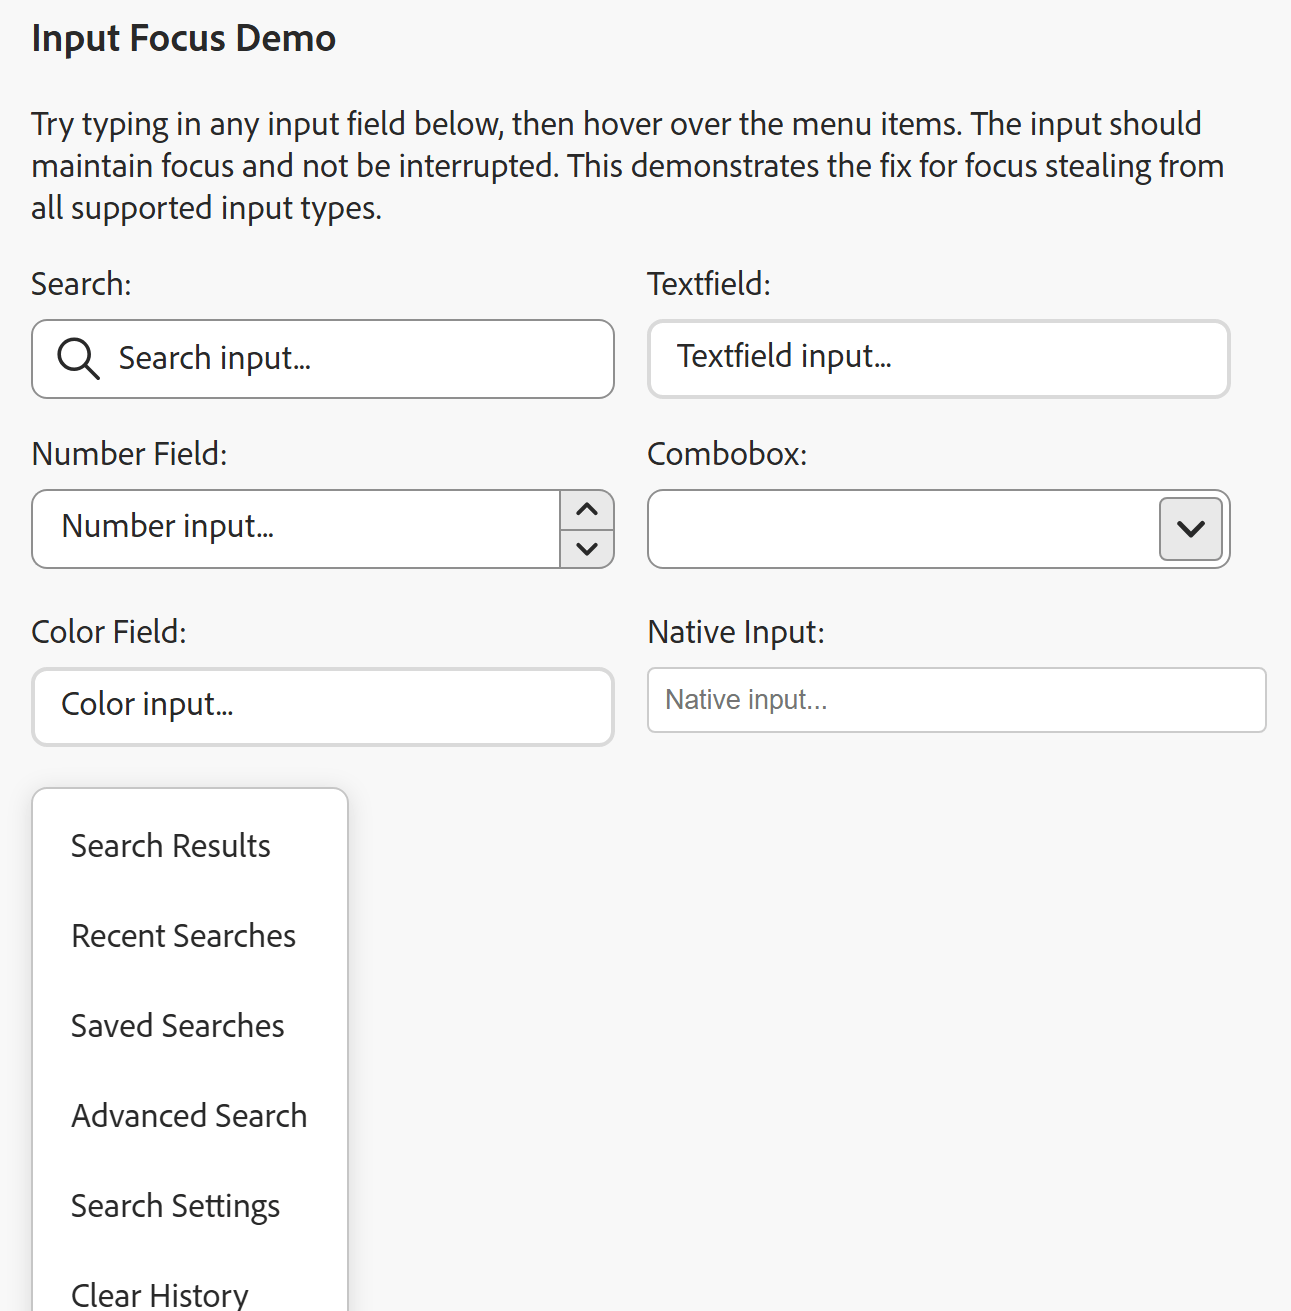 Input Focus Demo
Try typing in any input field below, then hover over the menu items. The input should
maintain focus and not be interrupted. This demonstrates the fix for focus stealing from
all supported input types.
Search:
Search input...
Textfield:
Textfield input...
Number Field:
Number input...
Combobox:
Color Field:
Color input...
Native Input:
Native input...
Search Results
Recent Searches
Saved Searches
Advanced Search
Search Settings
Clear History